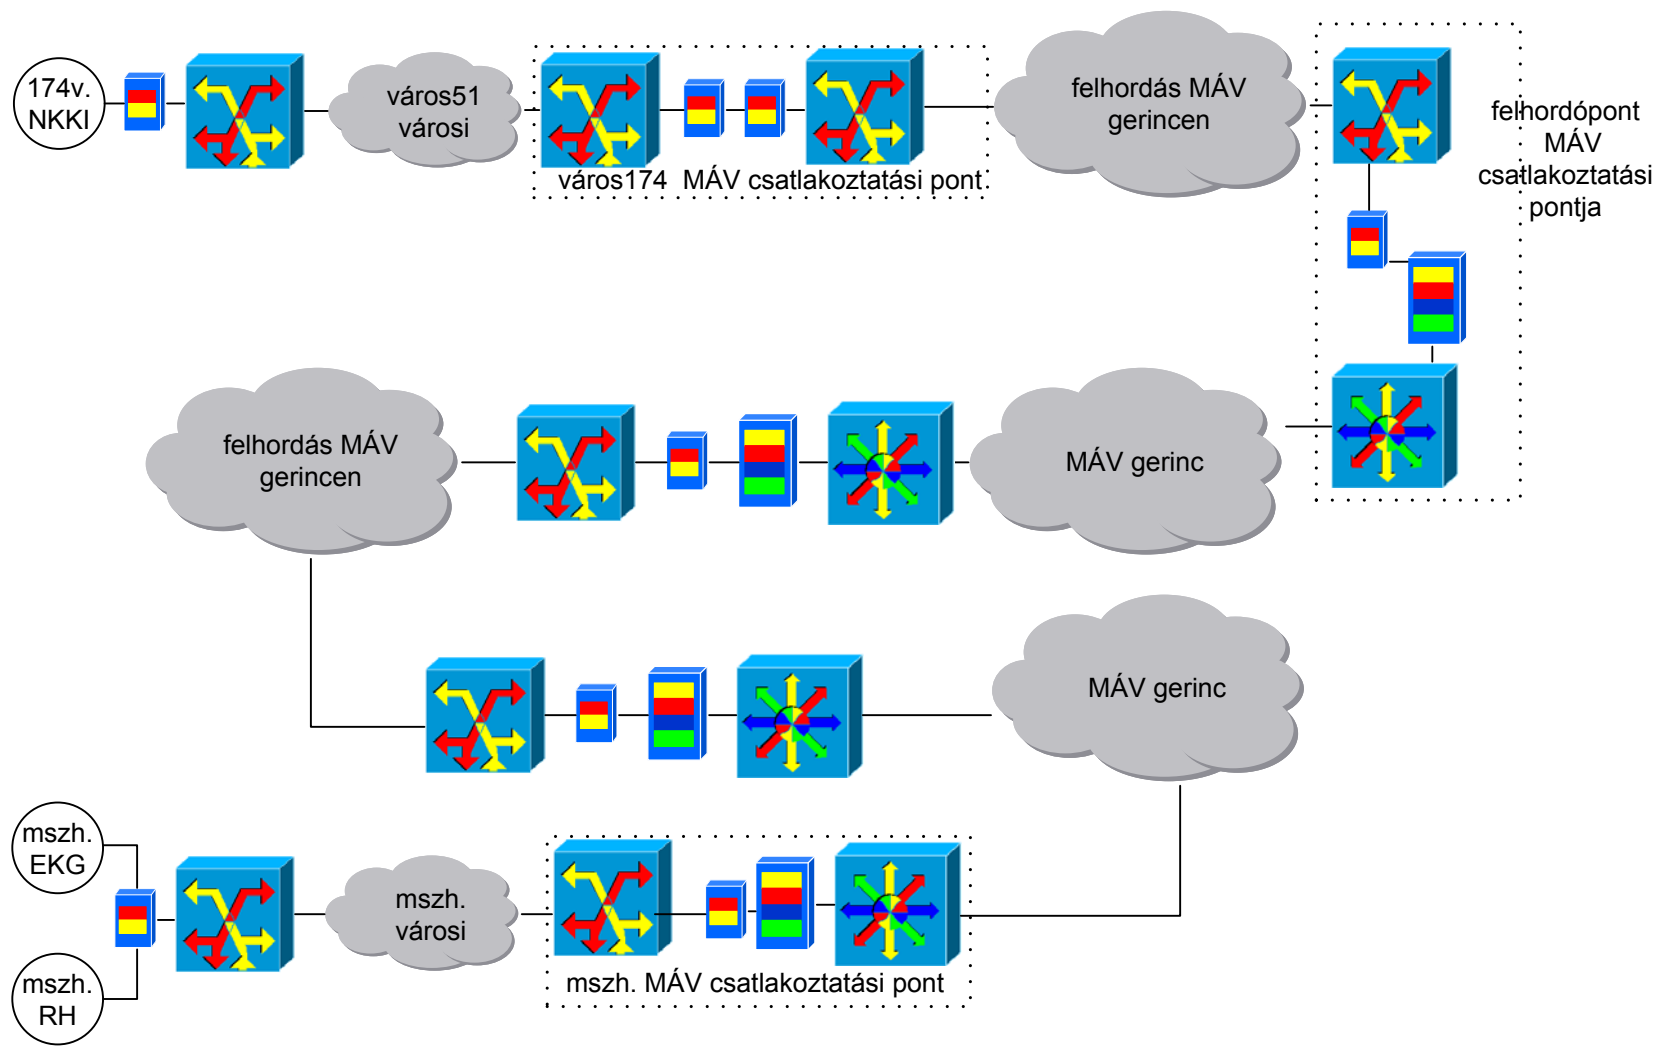 174v.
NKKI
város51
városi
város174 MÁV csatlakoztatási pont
felhordás MÁV
gerincen
felhordópont
MÁV
csatlakoztatási
pontja
felhordás MÁV
gerincen
MÁV gerinc
MÁV gerinc
mszh.
EKG
mszh.
RH
mszh.
városi
mszh. MÁV csatlakoztatási pont